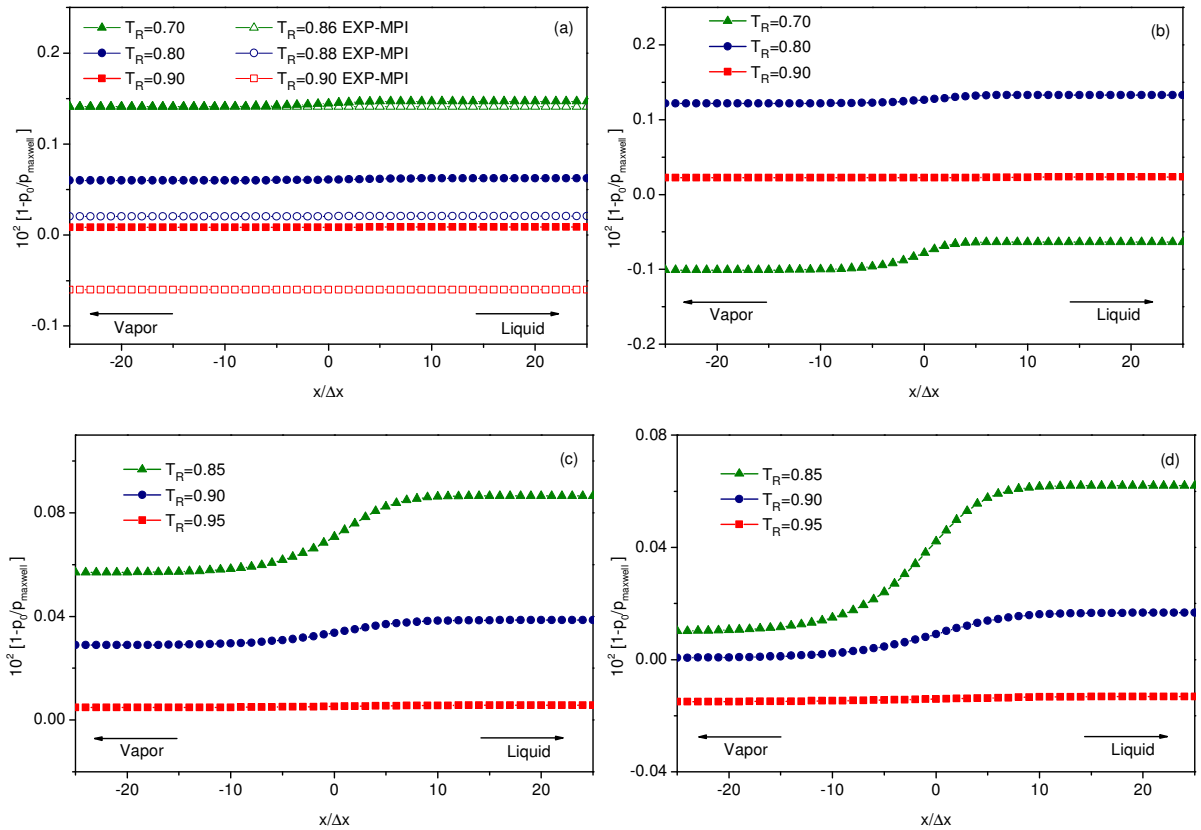 (a)
T_R=0.70 T_R=0.86 EXP-MPI
T_R=0.80 T_R=0.88 EXP-MPI
T_R=0.90 T_R=0.90 EXP-MPI
10^2 [1-p_0/p_maxwell]
0.2
0.1
0.0
-0.1
Vapor Liquid
-20 -10 0 10 20
x/Δx
(b)
T_R=0.70
T_R=0.80
T_R=0.90
10^2 [1-p_0/p_maxwell]
0.2
0.1
0.0
-0.1
-0.2
Vapor Liquid
-20 -10 0 10 20
x/Δx
(c)
T_R=0.85
T_R=0.90
T_R=0.95
10^2 [1-p_0/p_maxwell]
0.08
0.04
0.00
Vapor Liquid
-20 -10 0 10 20
x/Δx
(d)
T_R=0.85
T_R=0.90
T_R=0.95
10^2 [1-p_0/p_maxwell]
0.08
0.04
0.00
-0.04
Vapor Liquid
-20 -10 0 10 20
x/Δx